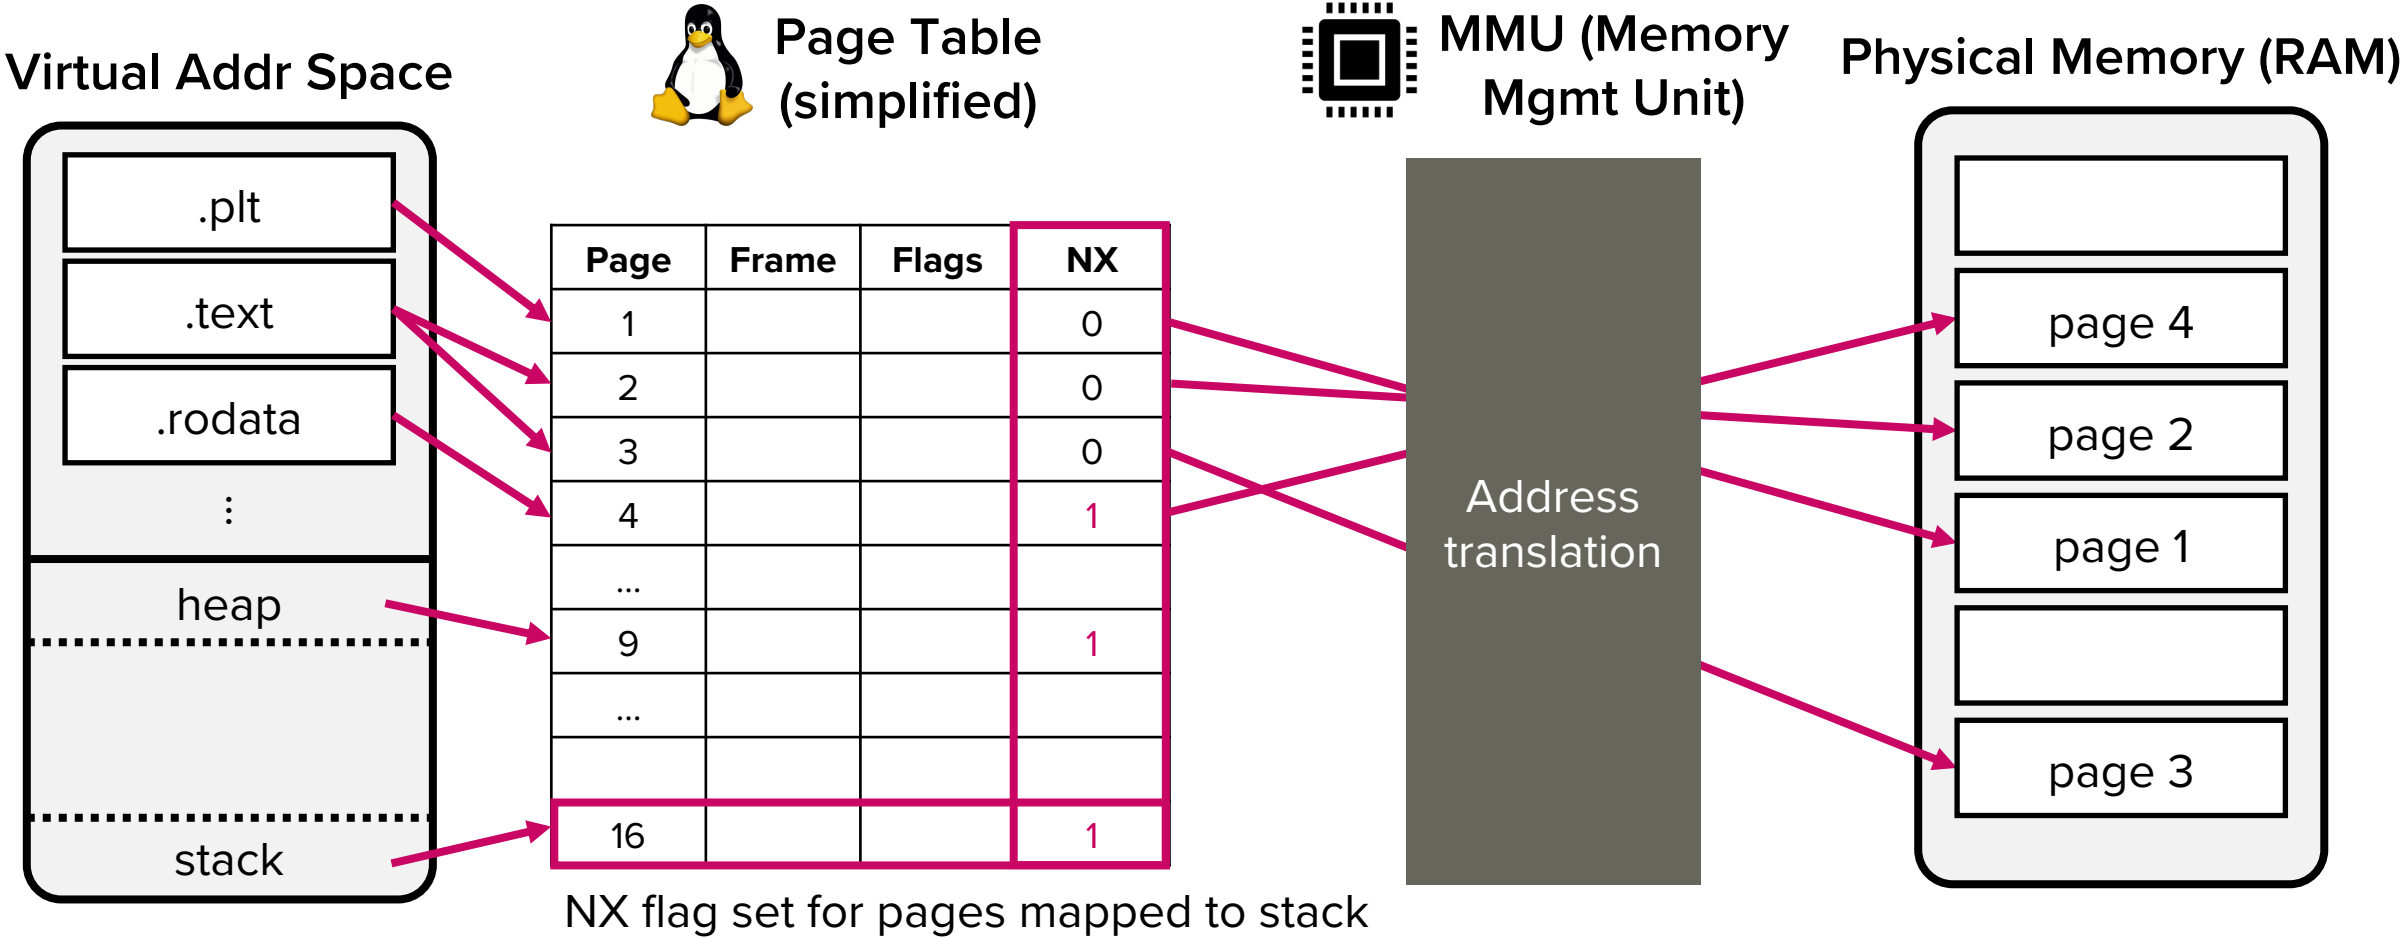 Virtual Addr Space
Page Table
(simplified)
MMU (Memory
Mgmt Unit)
Physical Memory (RAM)
.plt
.text
.rodata
...
heap
stack
Page Frame Flags NX
1 0
2 0
3 0
4 1
...
9 1
...
16 1
NX flag set for pages mapped to stack
Address
translation
page 4
page 2
page 1
page 3